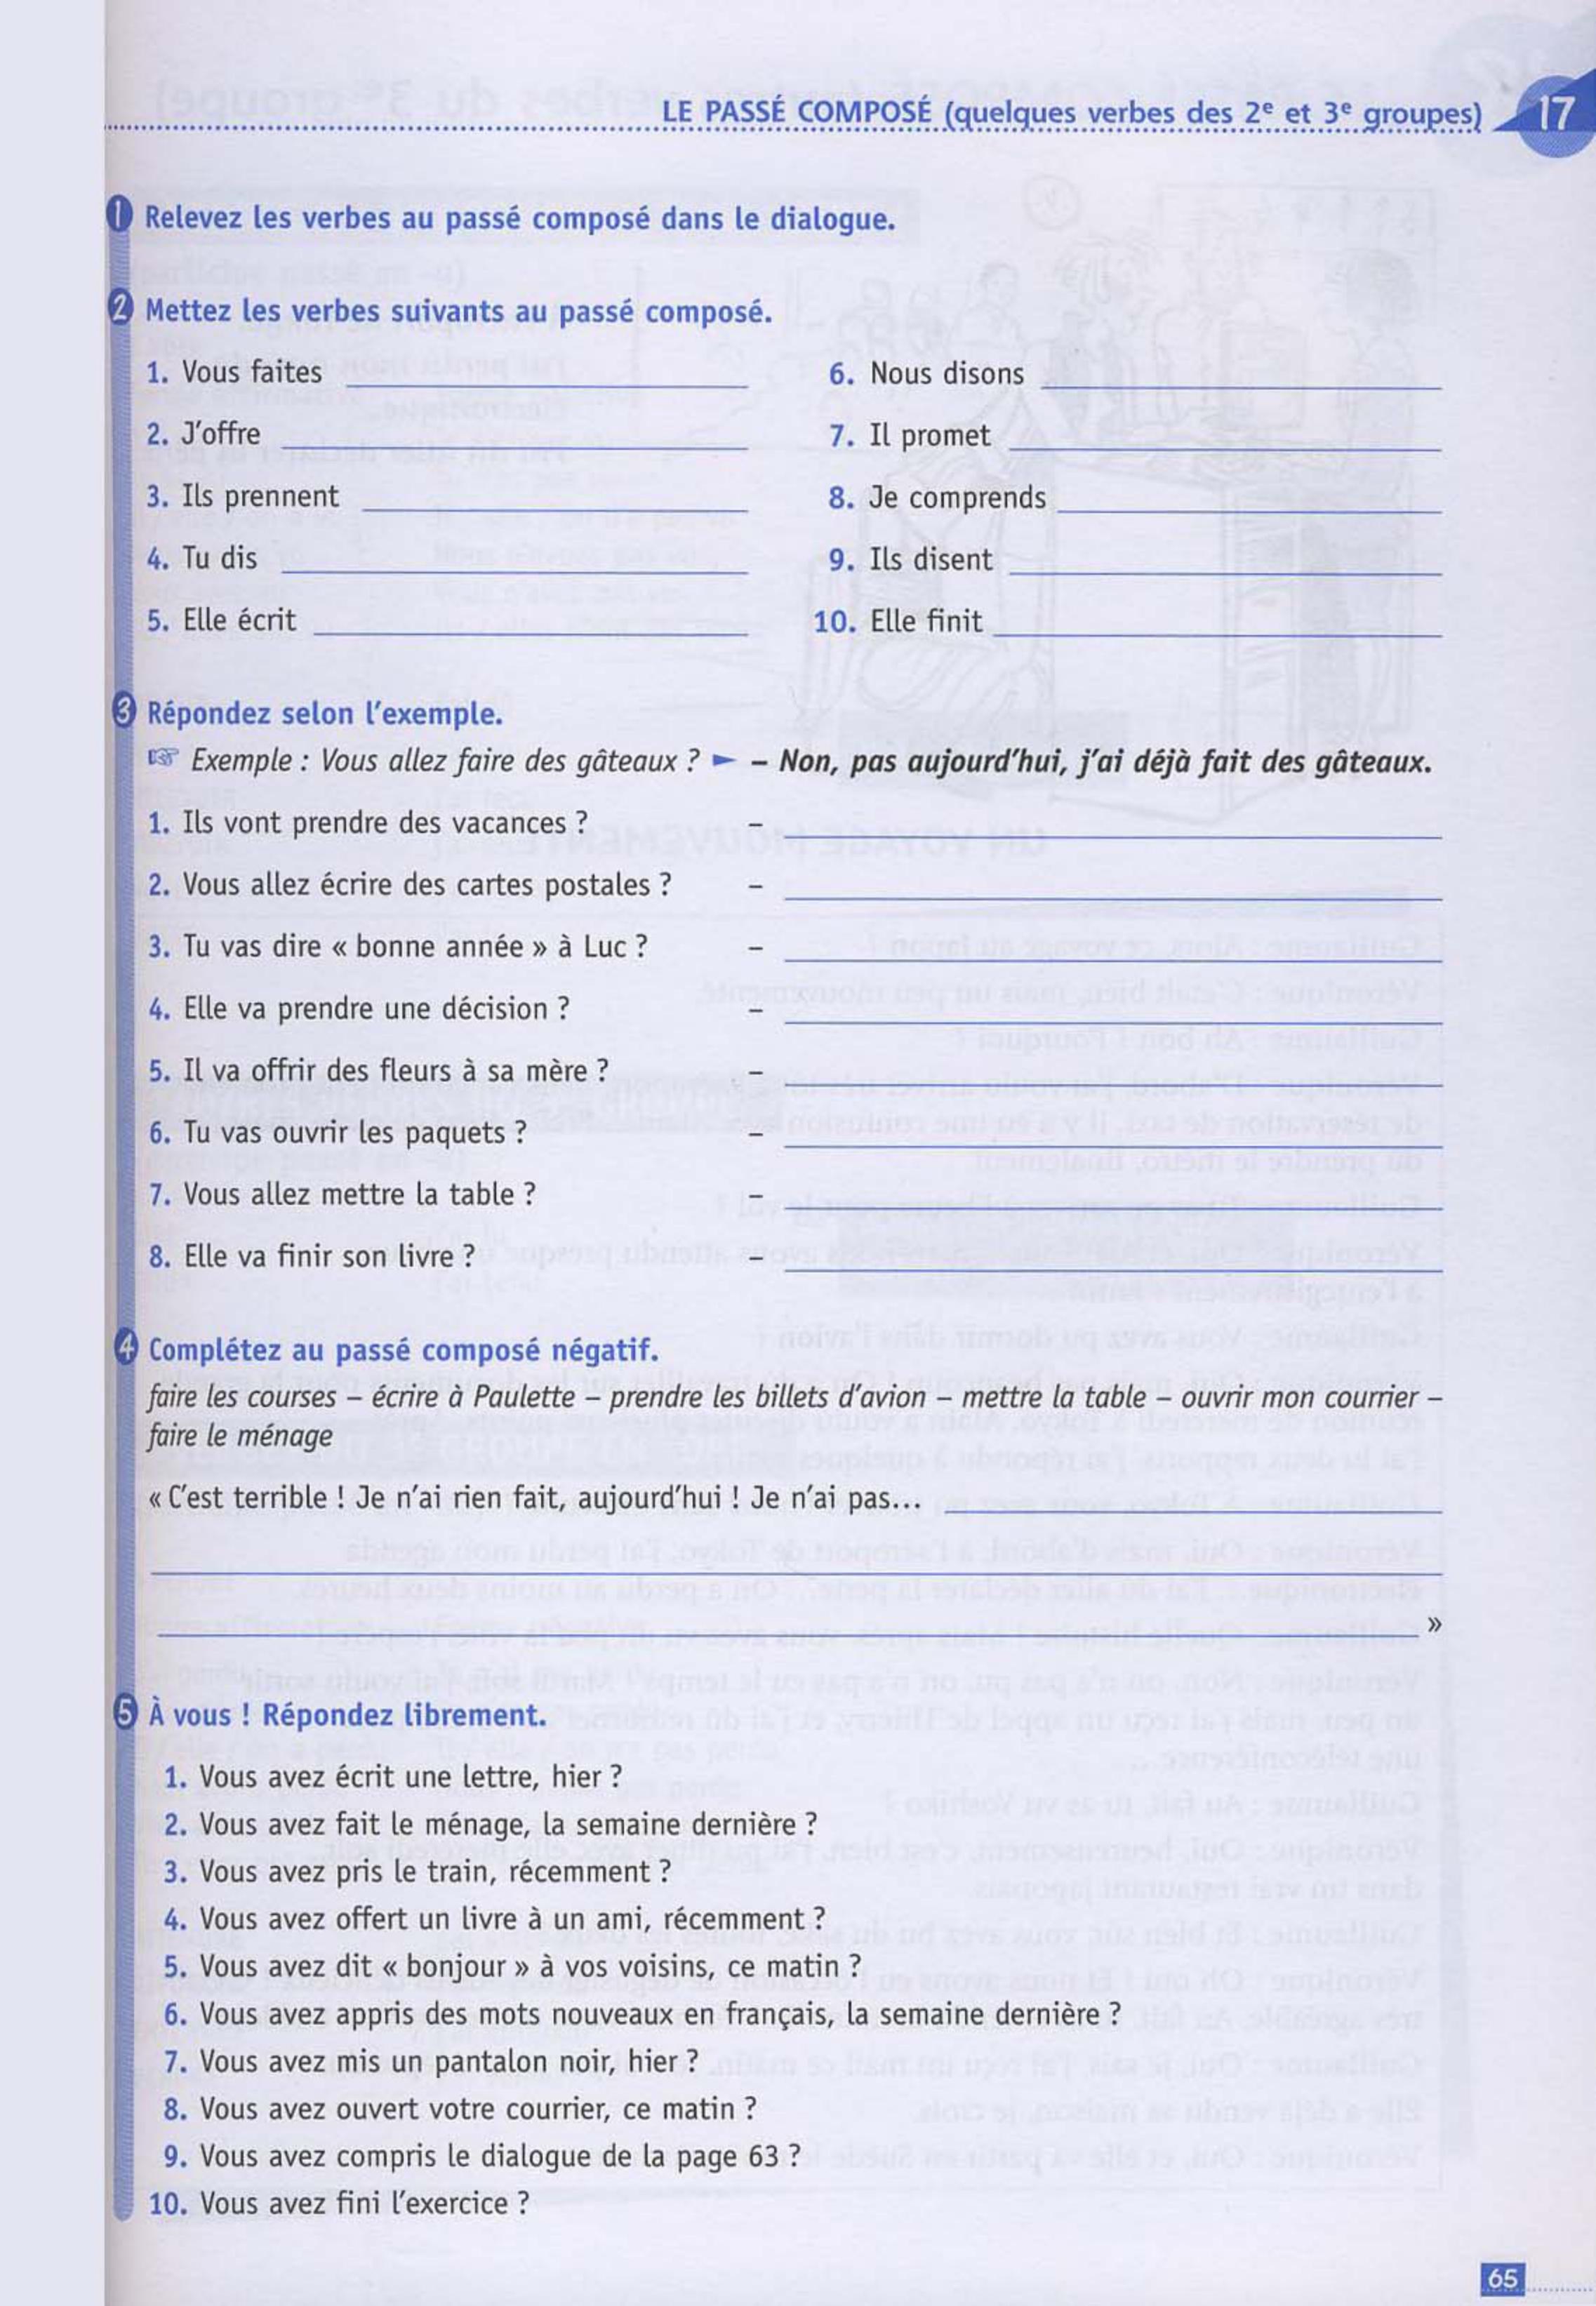 LE PASSÉ COMPOSÉ (quelques verbes des 2e et 3e groupes) 17
1 Relevez les verbes au passé composé dans le dialogue.
2 Mettez les verbes suivants au passé composé.
1. Vous faites
6. Nous disons
2. J'offre
7. Il promet
3. Ils prennent
8. Je comprends
4. Tu dis
9. Ils disent
5. Elle écrit
10. Elle finit
3 Répondez selon l'exemple.
☞ Exemple : Vous allez faire des gâteaux ? ► – Non, pas aujourd'hui, j'ai déjà fait des gâteaux.
1. Ils vont prendre des vacances ? –
2. Vous allez écrire des cartes postales ? –
3. Tu vas dire « bonne année » à Luc ? –
4. Elle va prendre une décision ? –
5. Il va offrir des fleurs à sa mère ? –
6. Tu vas ouvrir les paquets ? –
7. Vous allez mettre la table ? –
8. Elle va finir son livre ? –
4 Complétez au passé composé négatif.
faire les courses – écrire à Paulette – prendre les billets d'avion – mettre la table – ouvrir mon courrier –
faire le ménage
« C'est terrible ! Je n'ai rien fait, aujourd'hui ! Je n'ai pas...
»
5 À vous ! Répondez librement.
1. Vous avez écrit une lettre, hier ?
2. Vous avez fait le ménage, la semaine dernière ?
3. Vous avez pris le train, récemment ?
4. Vous avez offert un livre à un ami, récemment ?
5. Vous avez dit « bonjour » à vos voisins, ce matin ?
6. Vous avez appris des mots nouveaux en français, la semaine dernière ?
7. Vous avez mis un pantalon noir, hier ?
8. Vous avez ouvert votre courrier, ce matin ?
9. Vous avez compris le dialogue de la page 63 ?
10. Vous avez fini l'exercice ?
65